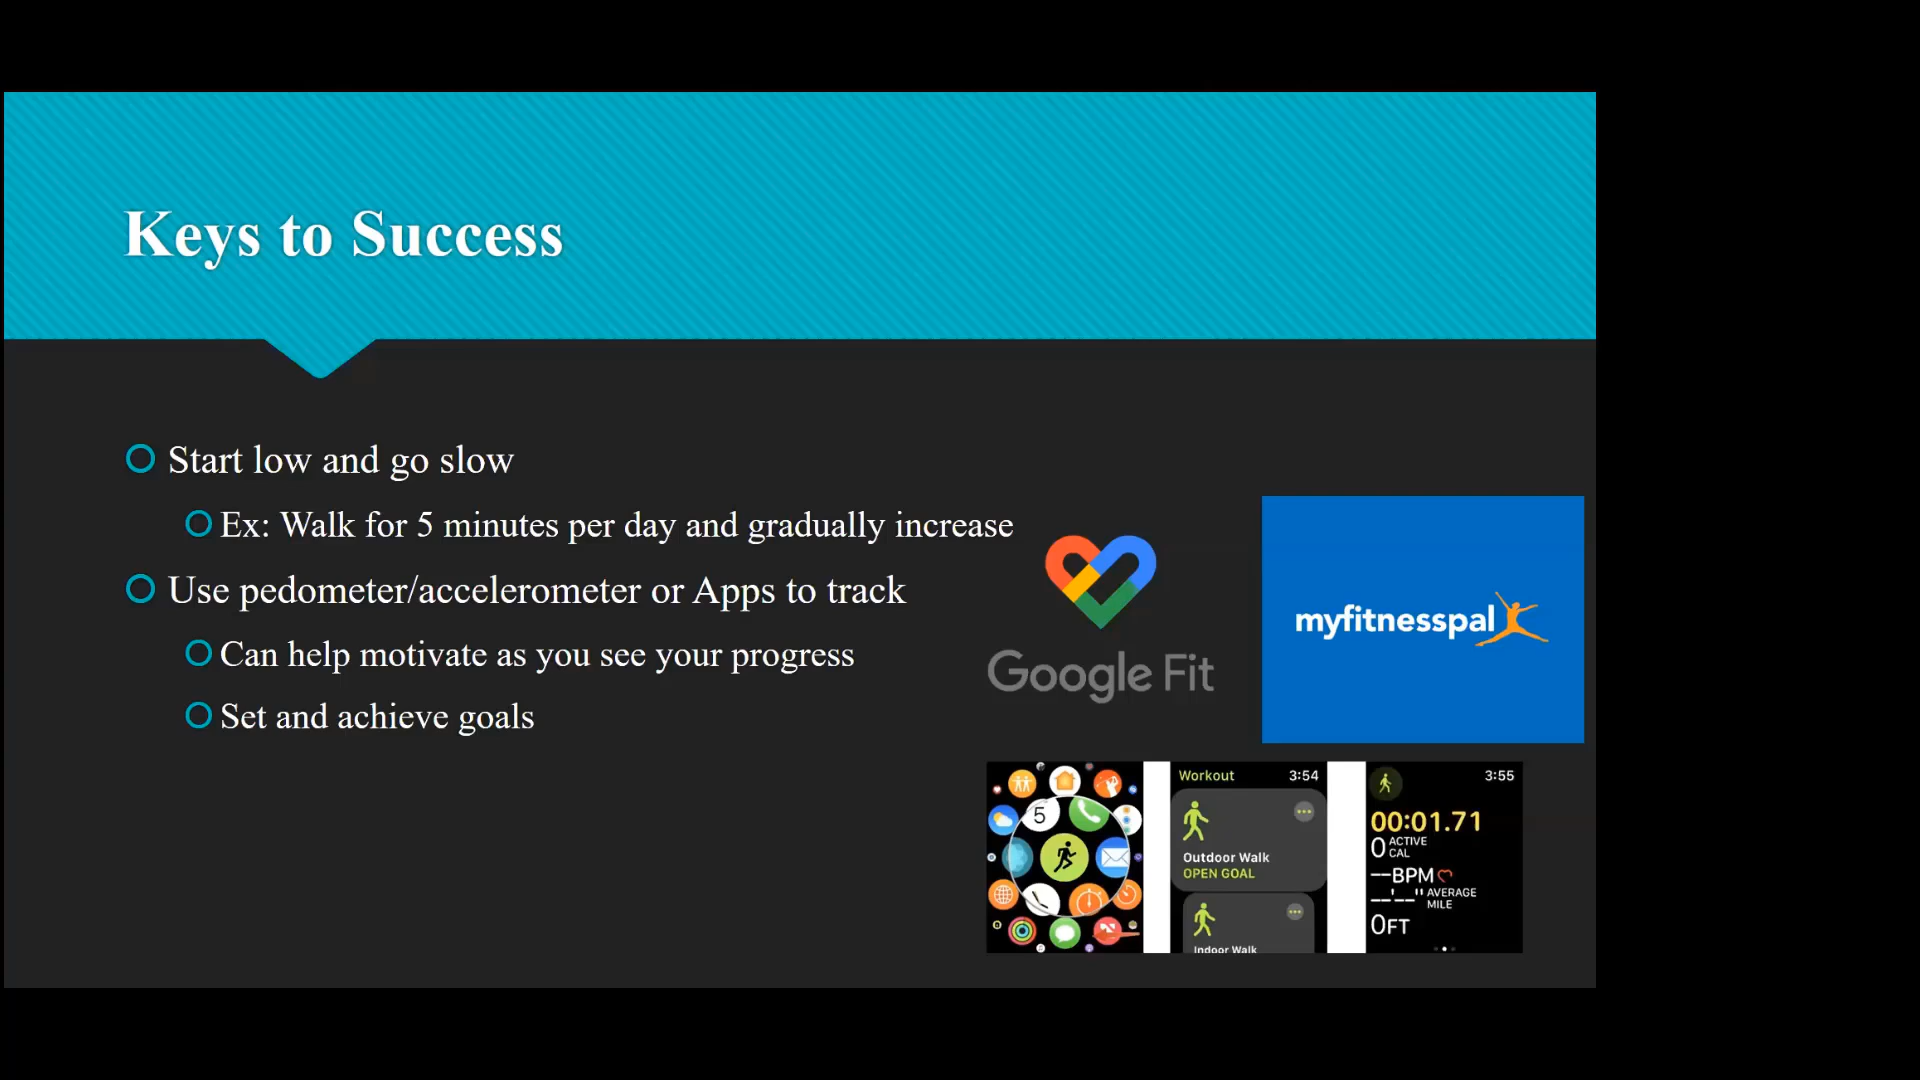 Keys to Success
Start low and go slow
Ex: Walk for 5 minutes per day and gradually increase
Use pedometer/accelerometer or Apps to track
Can help motivate as you see your progress
Set and achieve goals
Google Fit
myfitnesspal
5
Workout 3:54
Outdoor Walk
OPEN GOAL
Indoor Walk
3:55
00:01.71
0 ACTIVE CAL
--BPM
--'--" AVERAGE MILE
0FT